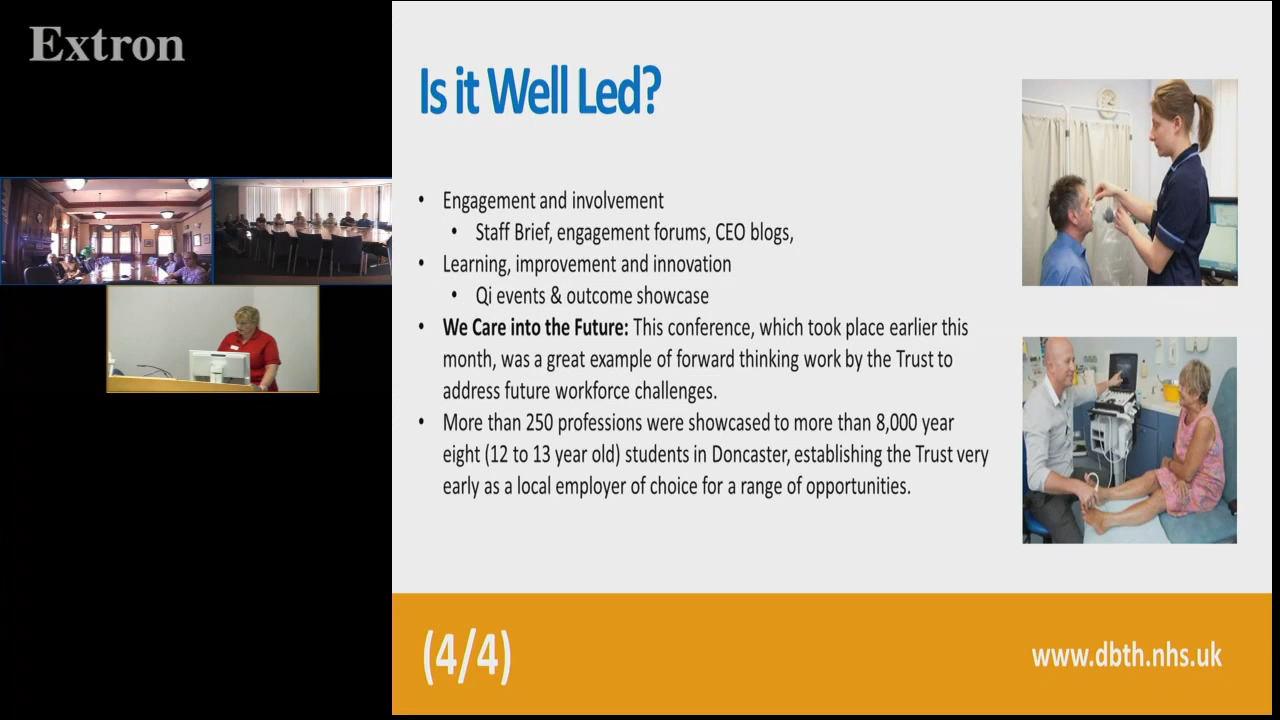 Extron
Is it Well Led?
• Engagement and involvement
• Staff Brief, engagement forums, CEO blogs,
• Learning, improvement and innovation
• Qi events & outcome showcase
• We Care into the Future: This conference, which took place earlier this
month, was a great example of forward thinking work by the Trust to
address future workforce challenges.
• More than 250 professions were showcased to more than 8,000 year
eight (12 to 13 year old) students in Doncaster, establishing the Trust very
early as a local employer of choice for a range of opportunities.
(4/4)
www.dbth.nhs.uk